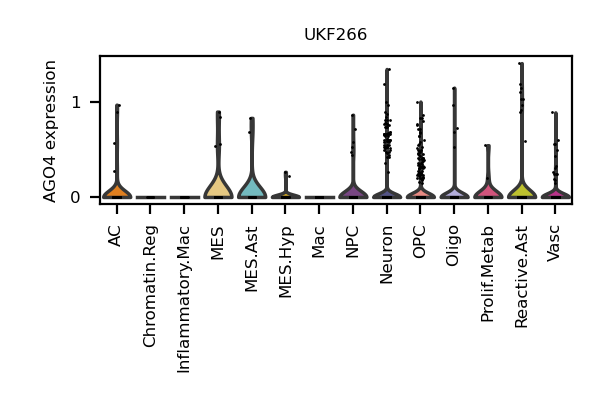 UKF266
AGO4 expression
1
0
AC
Chromatin.Reg
Inflammatory.Mac
MES
MES.Ast
MES.Hyp
Mac
NPC
Neuron
OPC
Oligo
Prolif.Metab
Reactive.Ast
Vasc